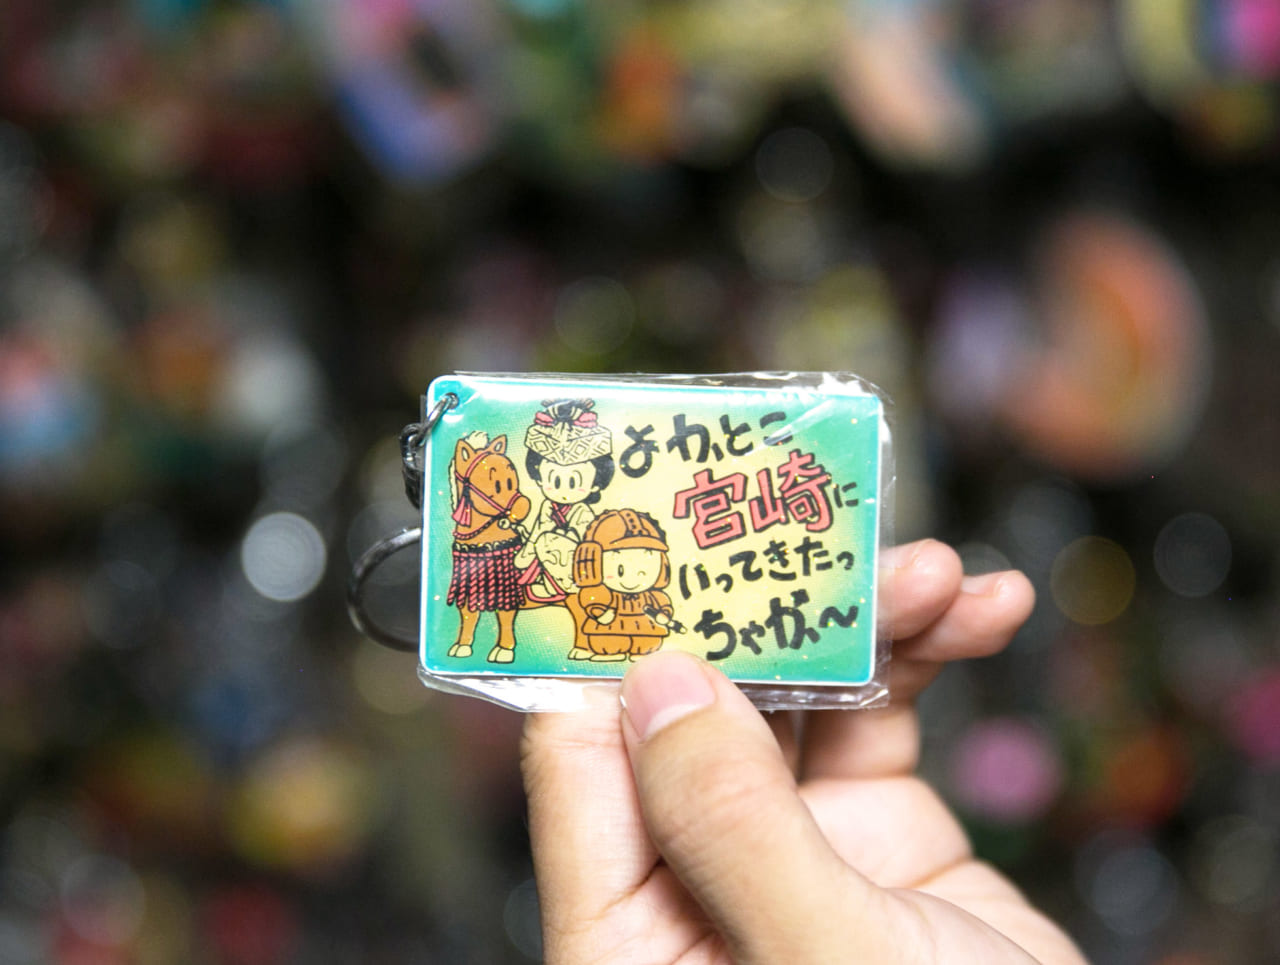 よか、とこ
宮崎に
いってきたっ
ちゃが、〜